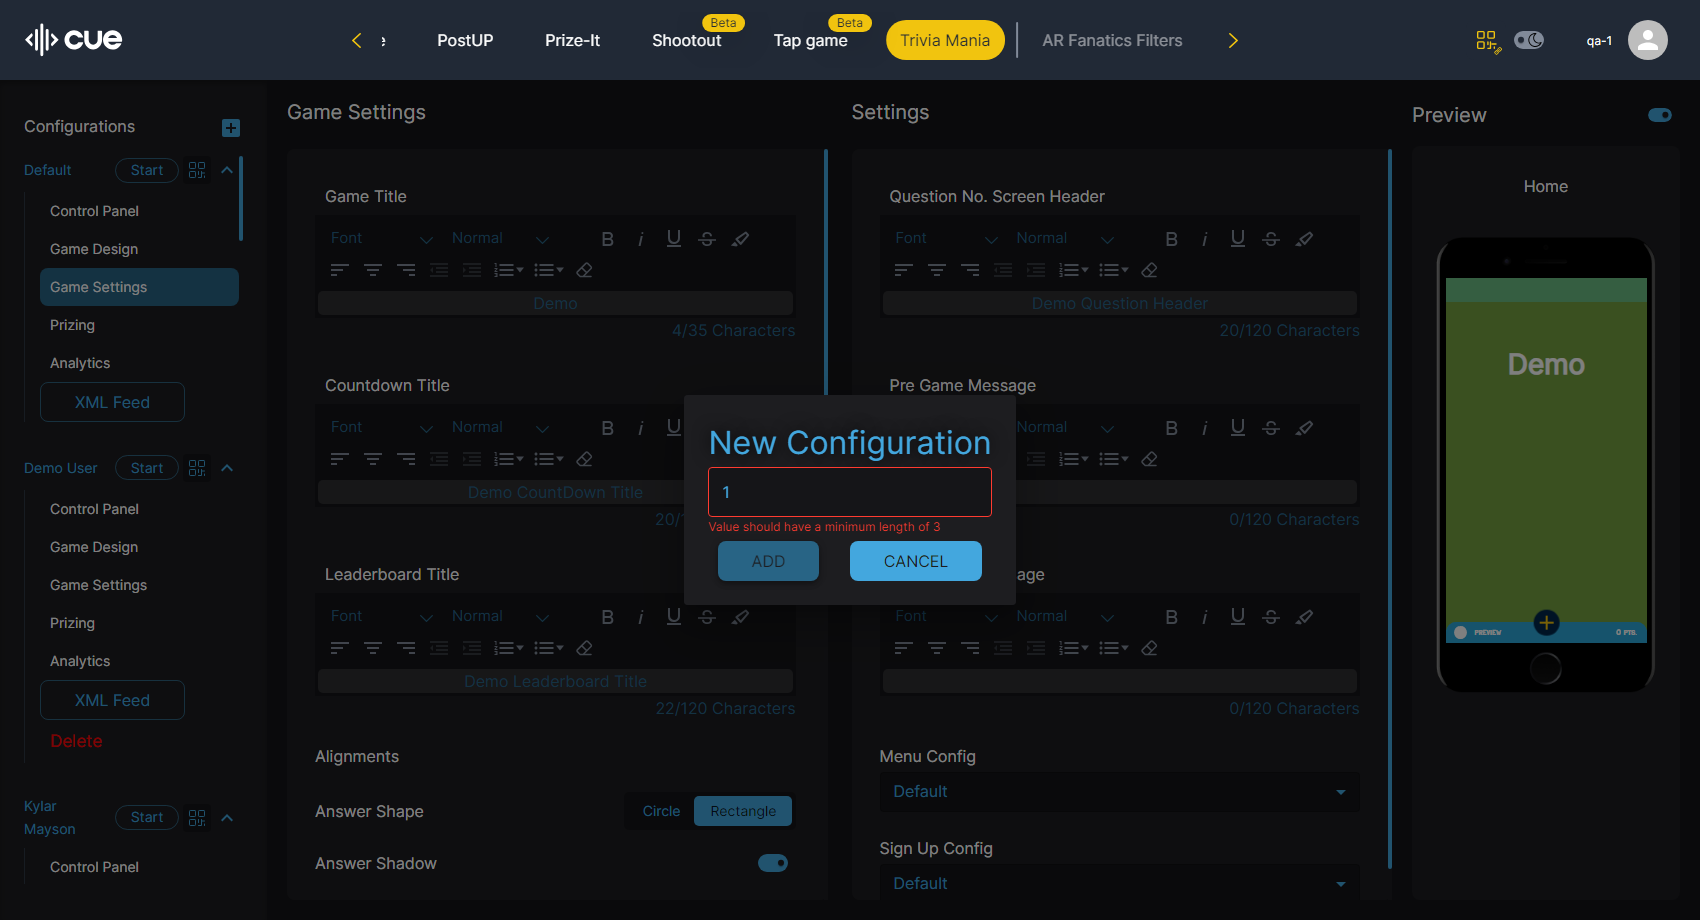 cue
e
PostUP
Prize-It
Shootout
Beta
Tap game
Beta
Trivia Mania
AR Fanatics Filters
qa-1
Configurations
Default
Start
Control Panel
Game Design
Game Settings
Prizing
Analytics
XML Feed
Demo User
Start
Control Panel
Game Design
Game Settings
Prizing
Analytics
XML Feed
Delete
Kylar
Mayson
Start
Control Panel
Game Settings
Game Title
Font
Normal
Demo
4/35 Characters
Countdown Title
Font
Normal
Demo CountDown Title
20/
Leaderboard Title
Font
Normal
Demo Leaderboard Title
22/120 Characters
Alignments
Answer Shape
Circle
Rectangle
Answer Shadow
New Configuration
1
Value should have a minimum length of 3
ADD
CANCEL
Settings
Question No. Screen Header
Font
Normal
Demo Question Header
20/120 Characters
Pre Game Message
Normal
0/120 Characters
age
Font
Normal
0/120 Characters
Menu Config
Default
Sign Up Config
Default
Preview
Home
Demo
PREVIEW
0 PTS.